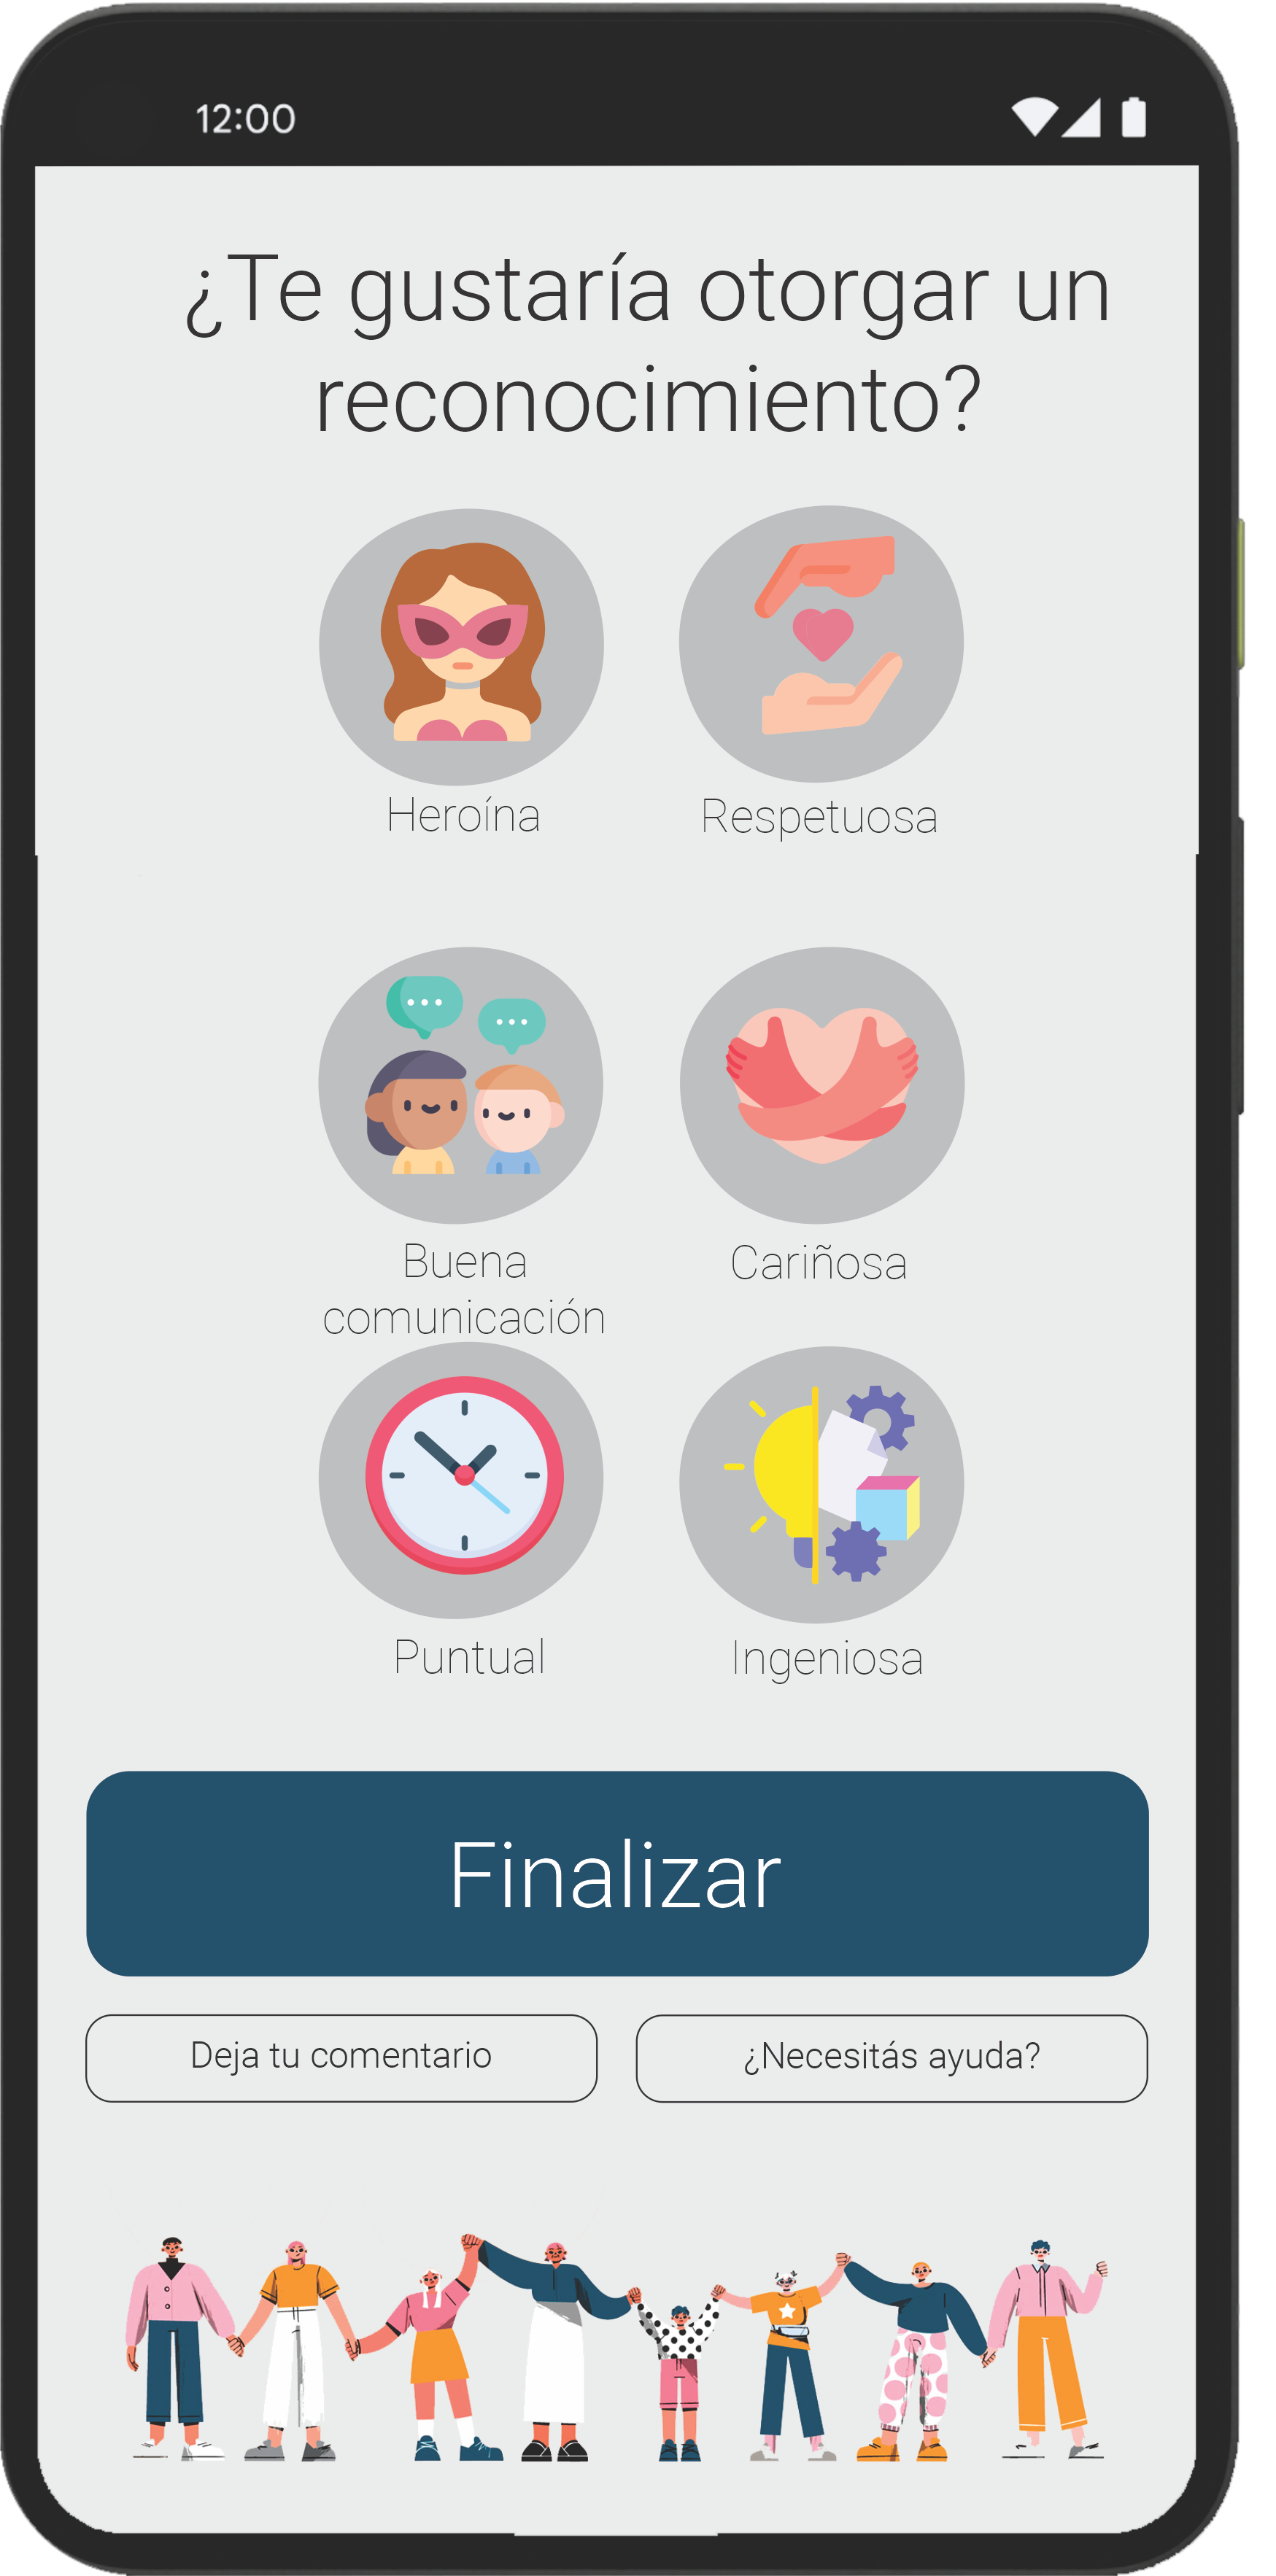 12:00
¿Te gustaría otorgar un
reconocimiento?
Heroína
Respetuosa
Buena
comunicación
Cariñosa
Puntual
Ingeniosa
Finalizar
Deja tu comentario
¿Necesitás ayuda?